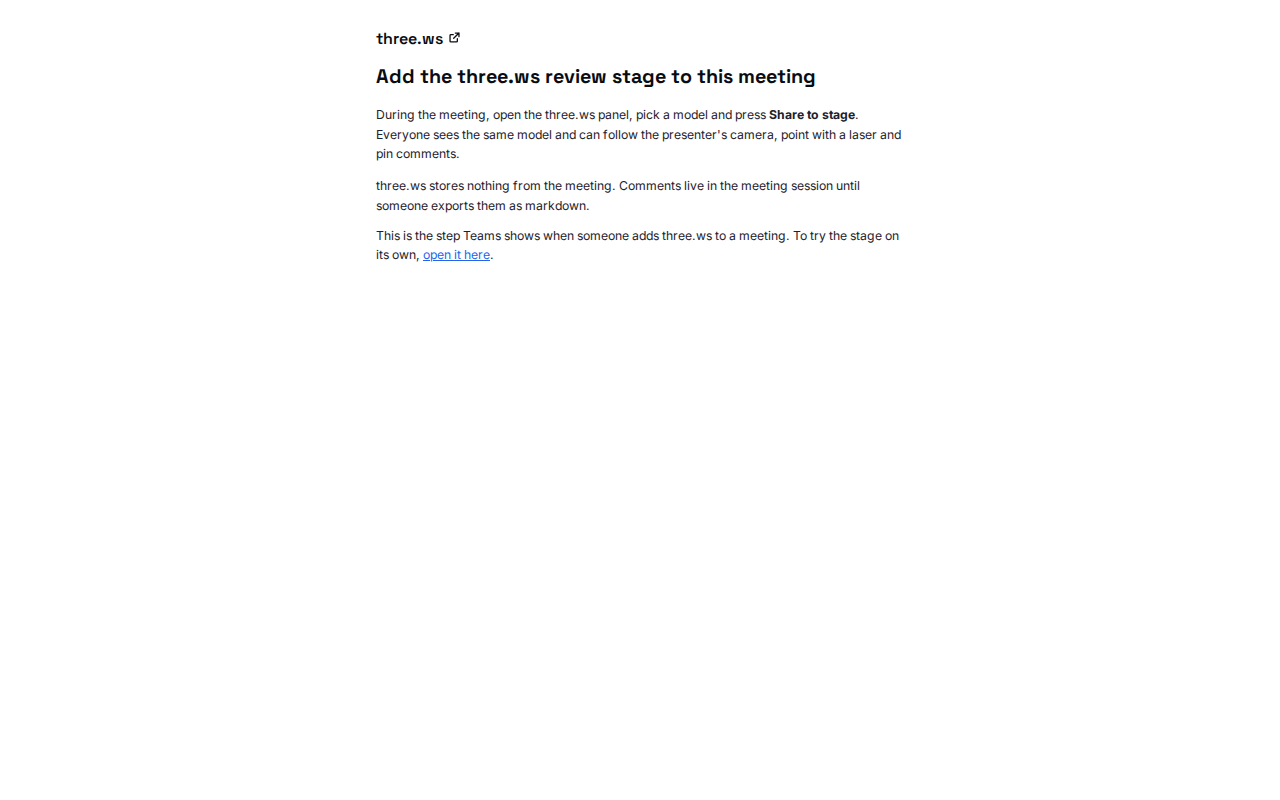 three.ws
Add the three.ws review stage to this meeting
During the meeting, open the three.ws panel, pick a model and press Share to stage.
Everyone sees the same model and can follow the presenter's camera, point with a laser and
pin comments.
three.ws stores nothing from the meeting. Comments live in the meeting session until
someone exports them as markdown.
This is the step Teams shows when someone adds three.ws to a meeting. To try the stage on
its own, open it here.